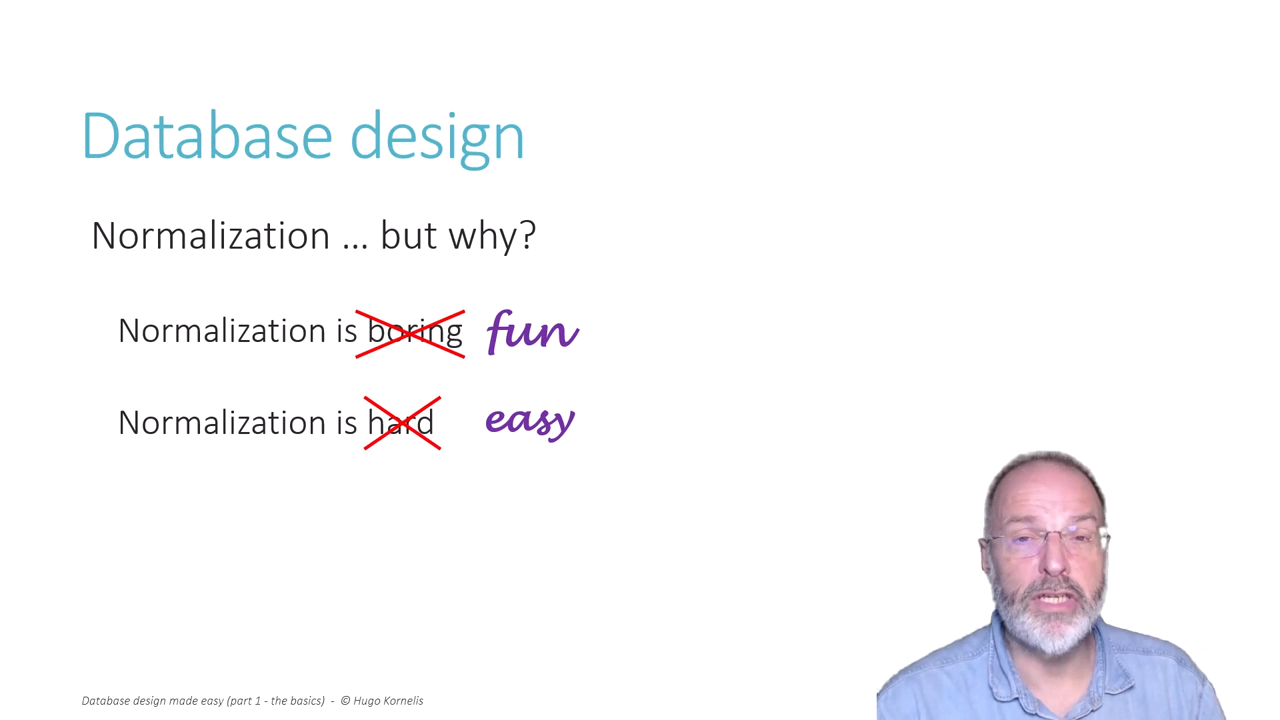 Database design
Normalization ... but why?
Normalization is boring fun
Normalization is hard easy
Database design made easy (part 1 - the basics) - © Hugo Kornelis